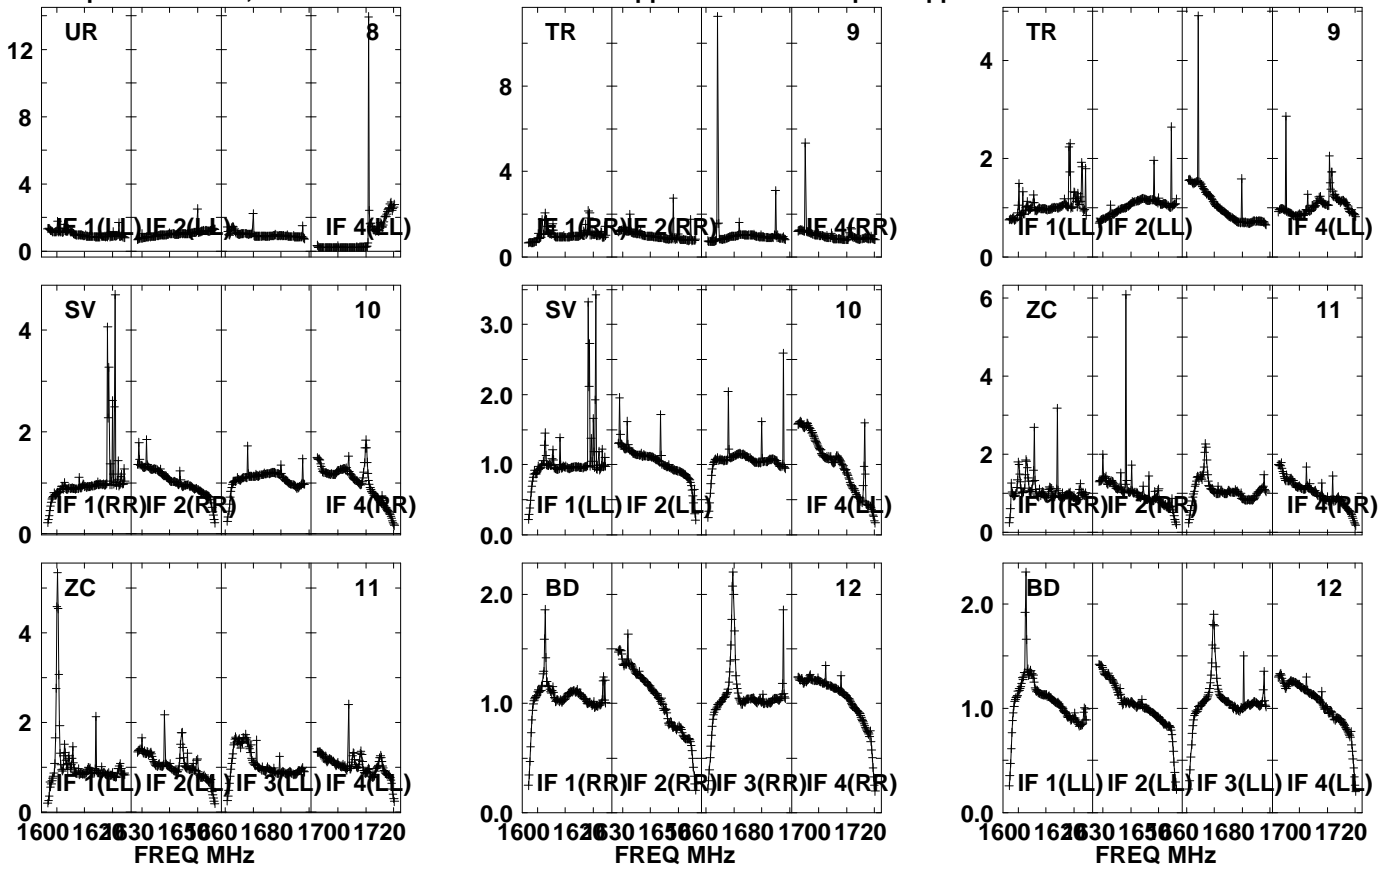 UR 8
TR 9
TR 9
12
8
4
0
8
4
0
4
2
0
IF 1(LL) IF 2(LL) IF 4(LL)
IF 1(RR) IF 2(RR) IF 4(RR)
IF 1(LL) IF 2(LL) IF 4(LL)
SV 10
SV 10
ZC 11
4
2
0
3.0
2.0
1.0
0.0
6
4
2
0
IF 1(RR) IF 2(RR) IF 4(RR)
IF 1(LL) IF 2(LL) IF 4(LL)
IF 1(RR) IF 2(RR) IF 4(RR)
ZC 11
BD 12
BD 12
4
2
0
2.0
1.0
0.0
2.0
1.0
0.0
IF 1(LL) IF 2(LL) IF 3(LL) IF 4(LL)
IF 1(RR) IF 2(RR) IF 3(RR) IF 4(RR)
IF 1(LL) IF 2(LL) IF 3(LL) IF 4(LL)
1600 1620 1630 1650 1660 1680 1700 1720
1600 1620 1630 1650 1660 1680 1700 1720
1600 1620 1630 1650 1660 1680 1700 1720
FREQ MHz
FREQ MHz
FREQ MHz